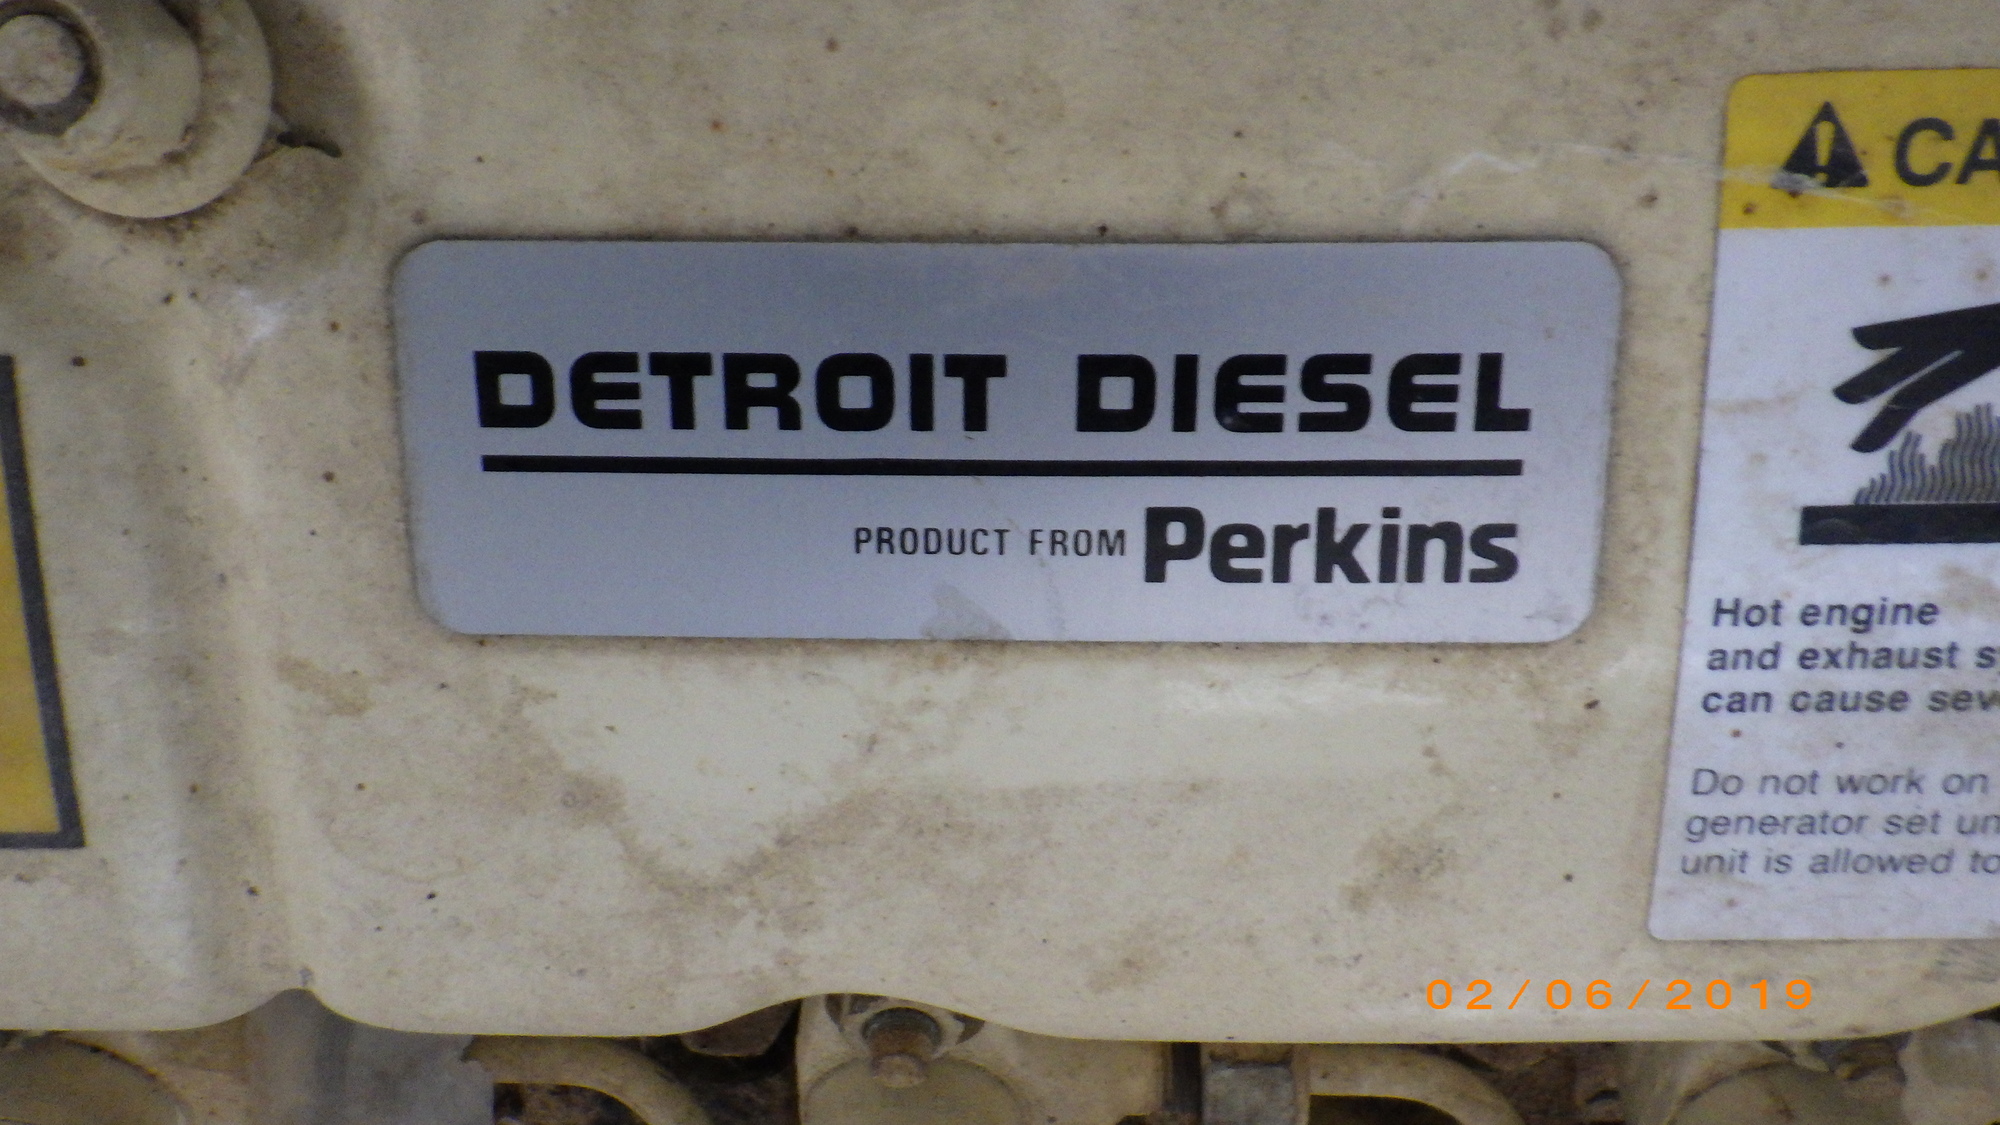 DETROIT DIESEL
PRODUCT FROM Perkins
Hot engine
and exhaust
can cause
Do not work on
generator set
unit is allowed
02/06/2019